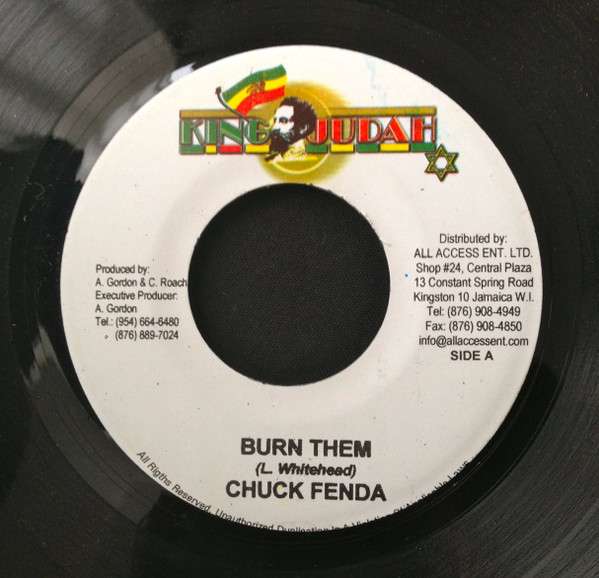 KING JUDAH
Produced by:
A. Gordon & C. Roach
Executive Producer:
A. Gordon
Tel.: (954) 664-6480
(876) 889-7024
Distributed by:
ALL ACCESS ENT. LTD.
Shop #24, Central Plaza
13 Constant Spring Road
Kingston 10 Jamaica W.I.
Tel: (876) 908-4949
Fax: (876) 908-4850
info@allaccessent.com
SIDE A
BURN THEM
(L. Whitehead)
CHUCK FENDA
All Rigths Reserved. Unauthorized Duplication Is A